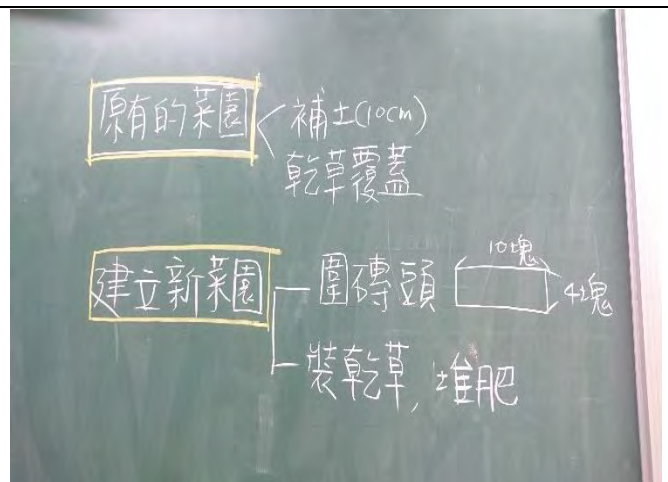 原有的菜園
補土(10cm)
乾草覆蓋
建立新菜園
圍磚頭
10塊
4塊
裝乾草, 堆肥